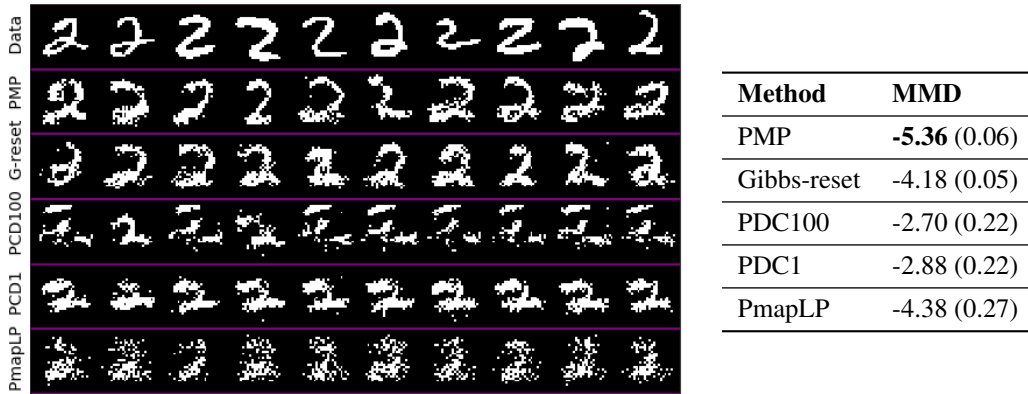 Data
PMP
G-reset
PCD100
PCD1
PmapLP
Method MMD
PMP -5.36 (0.06)
Gibbs-reset -4.18 (0.05)
PDC100 -2.70 (0.22)
PDC1 -2.88 (0.22)
PmapLP -4.38 (0.27)